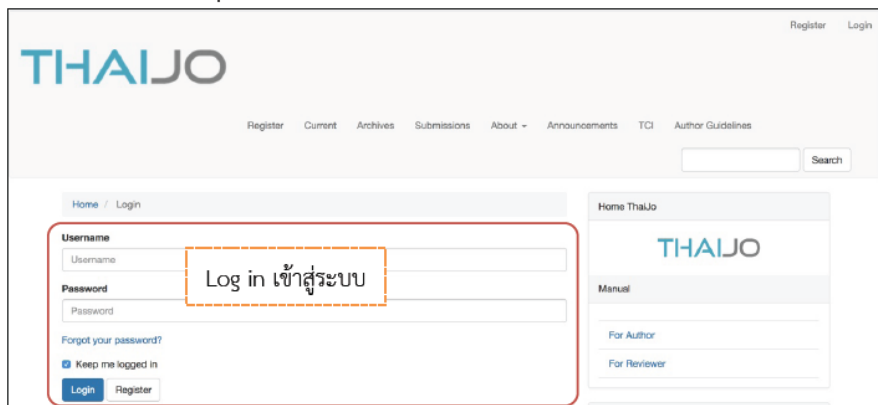 Register Login
THAIJO
Register Current Archives Submissions About Announcements TCI Author Guidelines
Search
Home / Login
Username
Username
Password
Password
Forgot your password?
Keep me logged in
Login Register
Log in เข้าสู่ระบบ
Home ThaiJo
THAIJO
Manual
For Author
For Reviewer